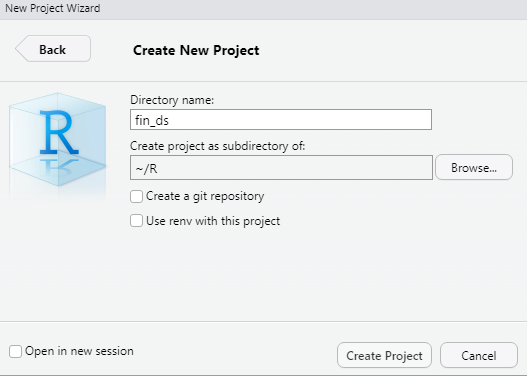 New Project Wizard
Back
Create New Project
R
Directory name:
fin_ds
Create project as subdirectory of:
~/R
Browse...
Create a git repository
Use renv with this project
Open in new session
Create Project
Cancel